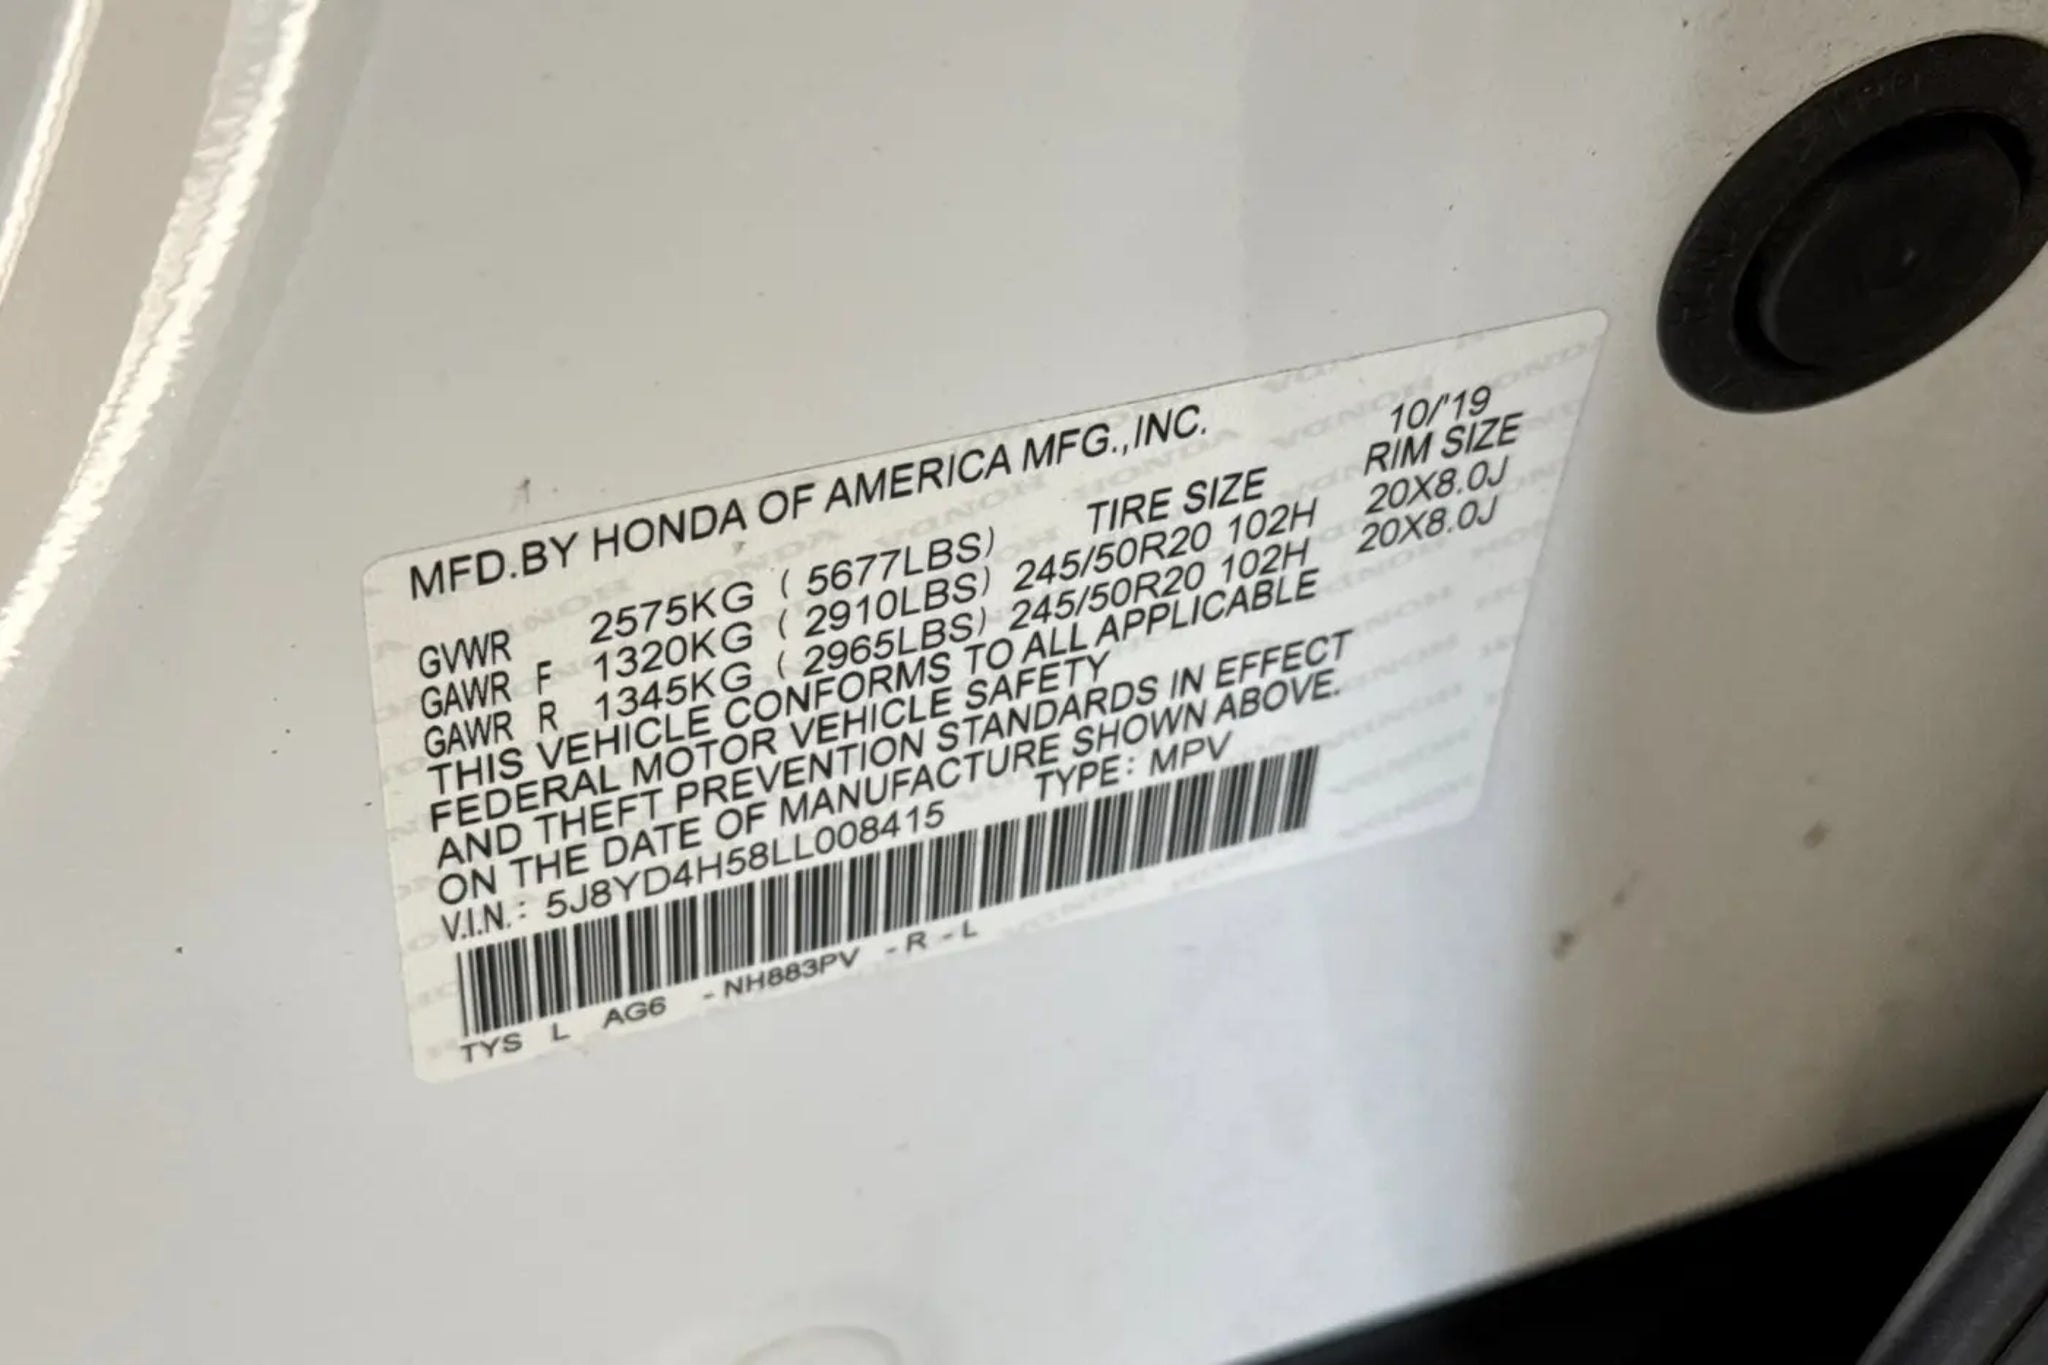 MFD.BY HONDA OF AMERICA MFG.,INC. 10/'19
TIRE SIZE RIM SIZE
GVWR 2575KG ( 5677LBS)
GAWR F 1320KG ( 2910LBS) 245/50R20 102H 20X8.0J
GAWR R 1345KG ( 2965LBS) 245/50R20 102H 20X8.0J
THIS VEHICLE CONFORMS TO ALL APPLICABLE
FEDERAL MOTOR VEHICLE SAFETY
AND THEFT PREVENTION STANDARDS IN EFFECT
ON THE DATE OF MANUFACTURE SHOWN ABOVE.
V.I.N.: 5J8YD4H58LL008415 TYPE: MPV
TYS L AG6 -NH883PV -R -L